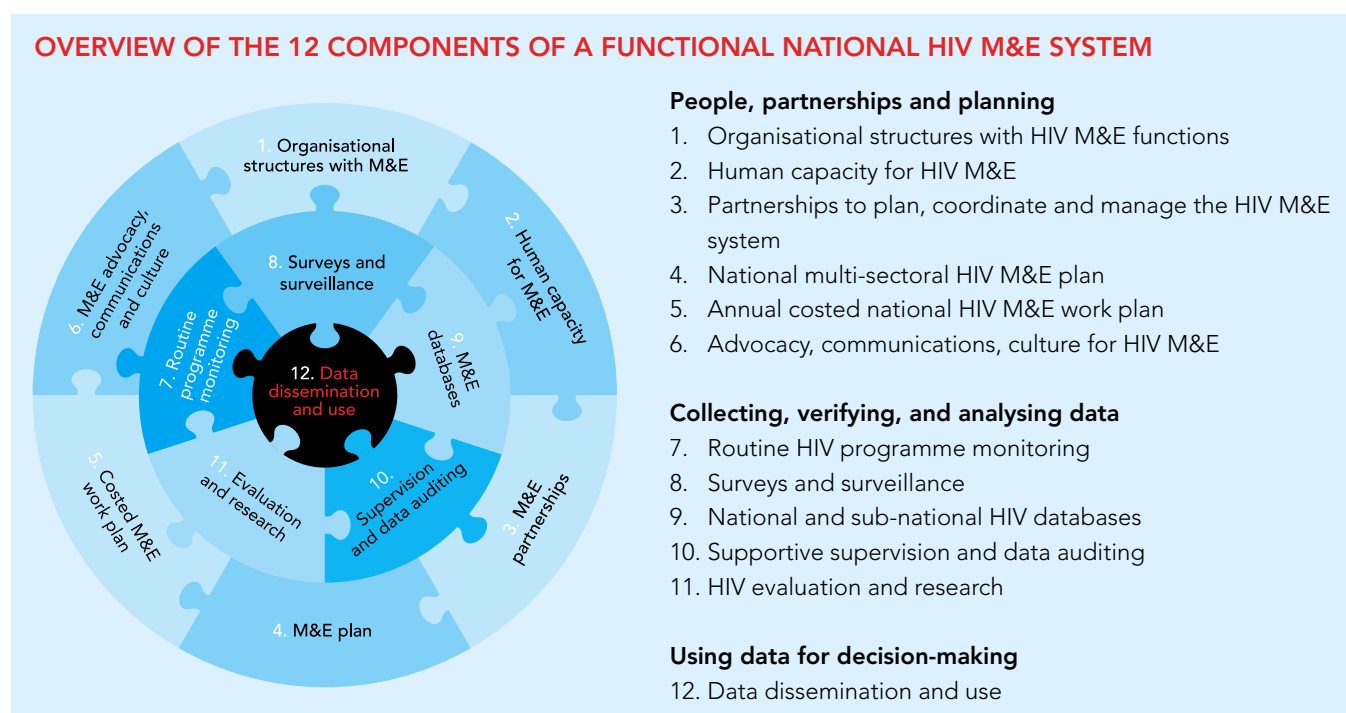 OVERVIEW OF THE 12 COMPONENTS OF A FUNCTIONAL NATIONAL HIV M&E SYSTEM
1. Organisational
structures with M&E
2. Human capacity
for M&E
3. M&E
partnerships
4. M&E plan
5. Costed M&E
work plan
6. M&E advocacy,
communications
and culture
7. Routine
programme
monitoring
8. Surveys and
surveillance
9. M&E
databases
10.
Supervision
and data auditing
11. Evaluation
and research
12. Data
dissemination
and use
People, partnerships and planning
1. Organisational structures with HIV M&E functions
2. Human capacity for HIV M&E
3. Partnerships to plan, coordinate and manage the HIV M&E
system
4. National multi-sectoral HIV M&E plan
5. Annual costed national HIV M&E work plan
6. Advocacy, communications, culture for HIV M&E
Collecting, verifying, and analysing data
7. Routine HIV programme monitoring
8. Surveys and surveillance
9. National and sub-national HIV databases
10. Supportive supervision and data auditing
11. HIV evaluation and research
Using data for decision-making
12. Data dissemination and use